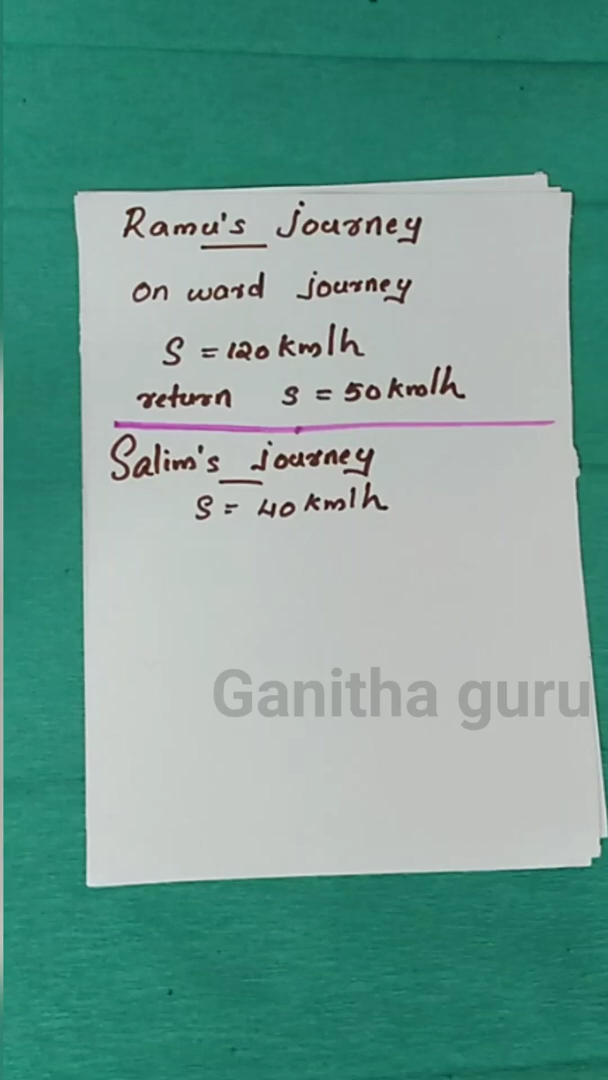 Ramu's journey
on ward journey
S = 120 km/h
return s = 50 km/h
Salim's journey
S = 40 km/h
Ganitha guru